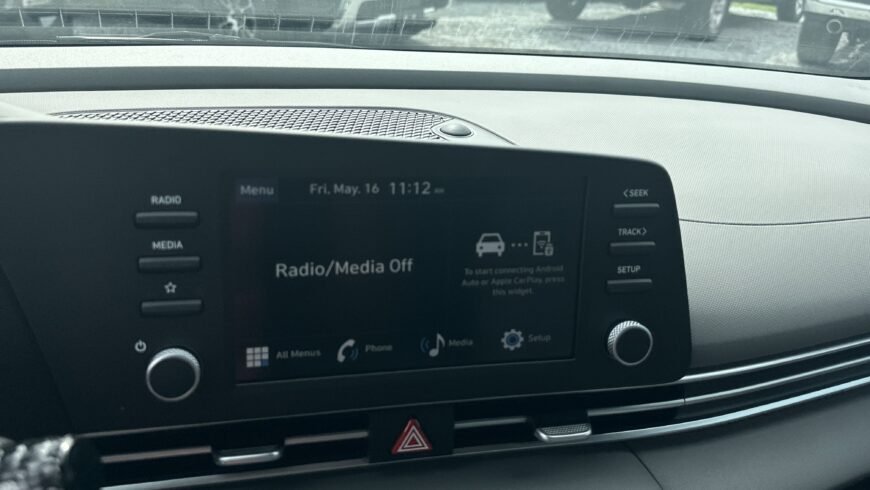 RADIO
MEDIA
Menu
Fri, May. 16 11:12
Radio/Media Off
To start connecting Android
Auto or Apple CarPlay, press
this widget.
All Menus
Phone
Media
Setup
< SEEK
TRACK >
SETUP